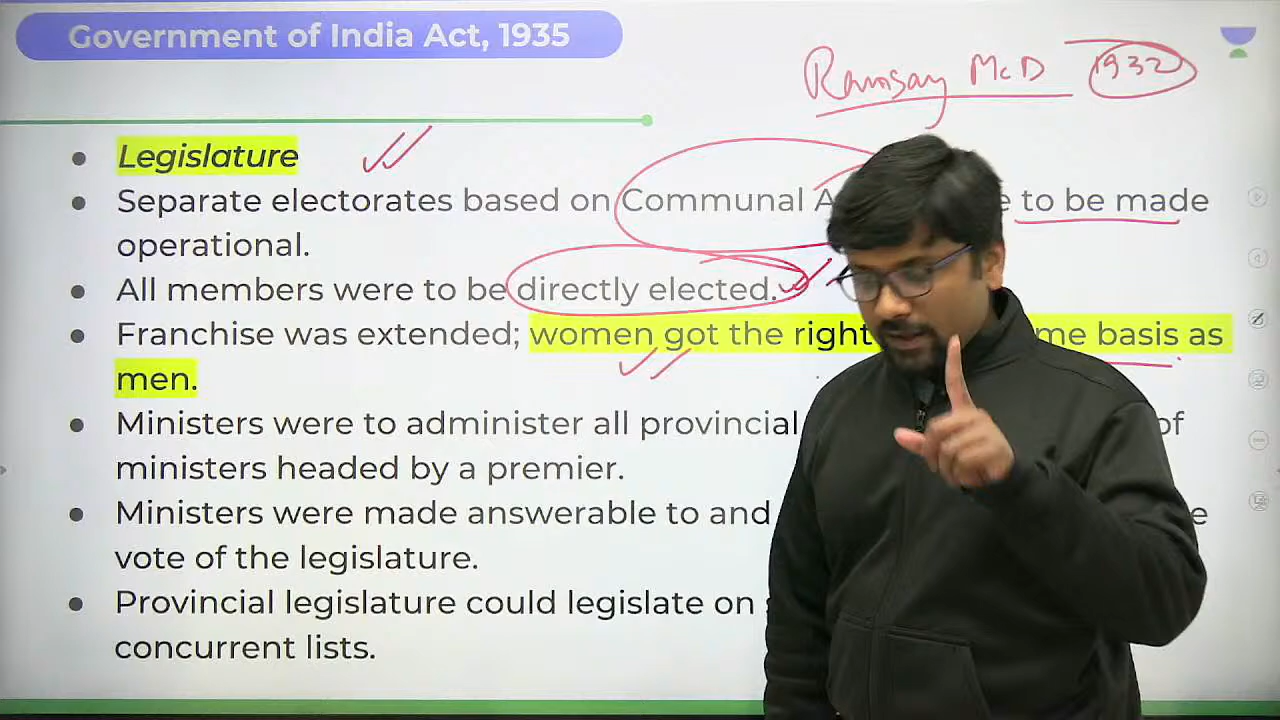 Government of India Act, 1935
Ramsay McD 1932
Legislature
Separate electorates based on Communal to be made
operational.
All members were to be directly elected.
Franchise was extended; women got the right basis as
men.
Ministers were to administer all provincial of
ministers headed by a premier.
Ministers were made answerable to and
vote of the legislature.
Provincial legislature could legislate on
concurrent lists.